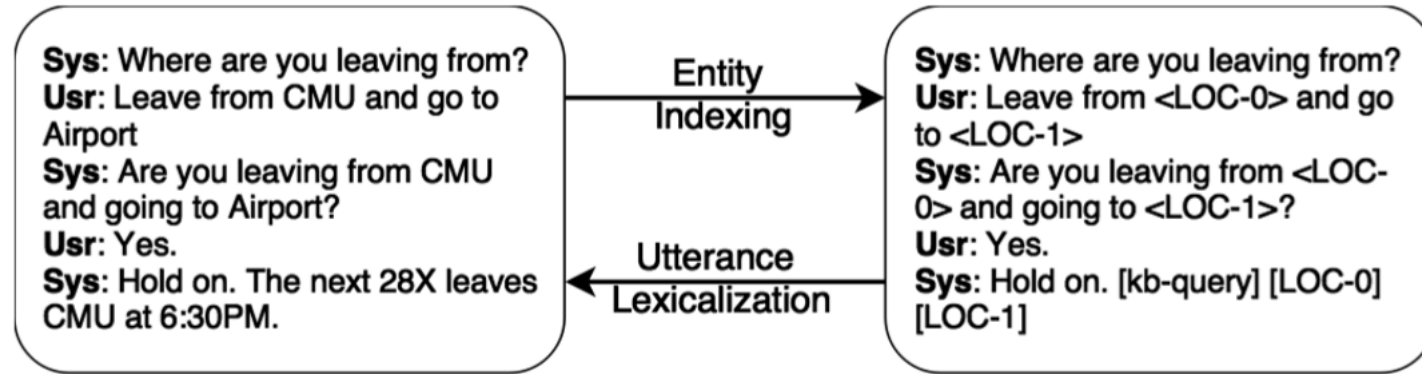 Sys: Where are you leaving from?
Usr: Leave from CMU and go to
Airport
Sys: Are you leaving from CMU
and going to Airport?
Usr: Yes.
Sys: Hold on. The next 28X leaves
CMU at 6:30PM.
Entity
Indexing
Utterance
Lexicalization
Sys: Where are you leaving from?
Usr: Leave from <LOC-0> and go
to <LOC-1>
Sys: Are you leaving from <LOC-
0> and going to <LOC-1>?
Usr: Yes.
Sys: Hold on. [kb-query] [LOC-0]
[LOC-1]